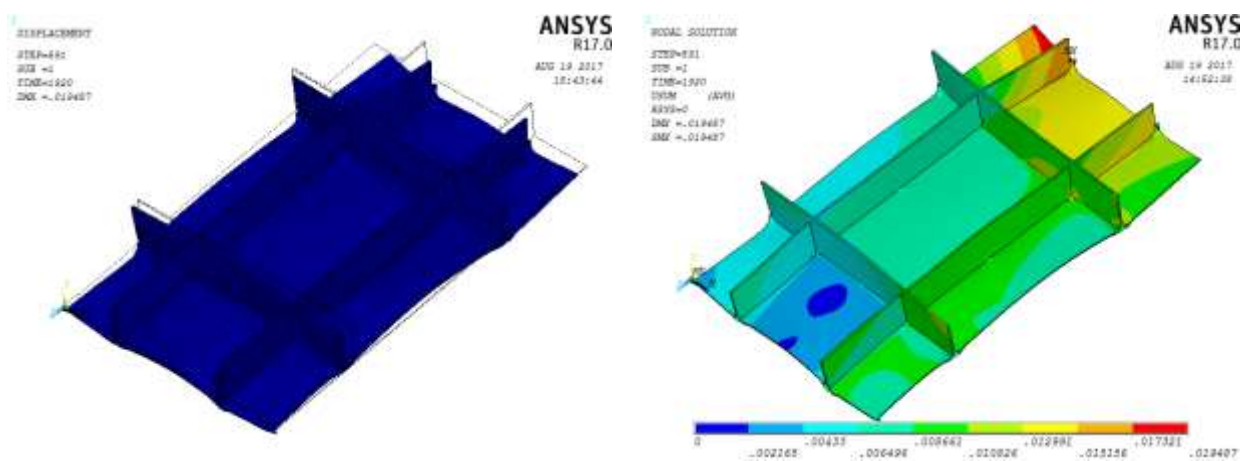 DISPLACEMENT
STEP=881
SUB =1
TIME=1920
DMX =.019487
ANSYS
R17.0
AUG 19 2017
NODAL SOLUTION
STEP=881
SUB =1
TIME=1920
USUM (AVG)
RSYS=0
DMX =.019487
SMX =.019487
ANSYS
R17.0
AUG 19 2017
0 .00433 .008661 .012991 .017321
.002165 .006496 .010826 .015156 .019487